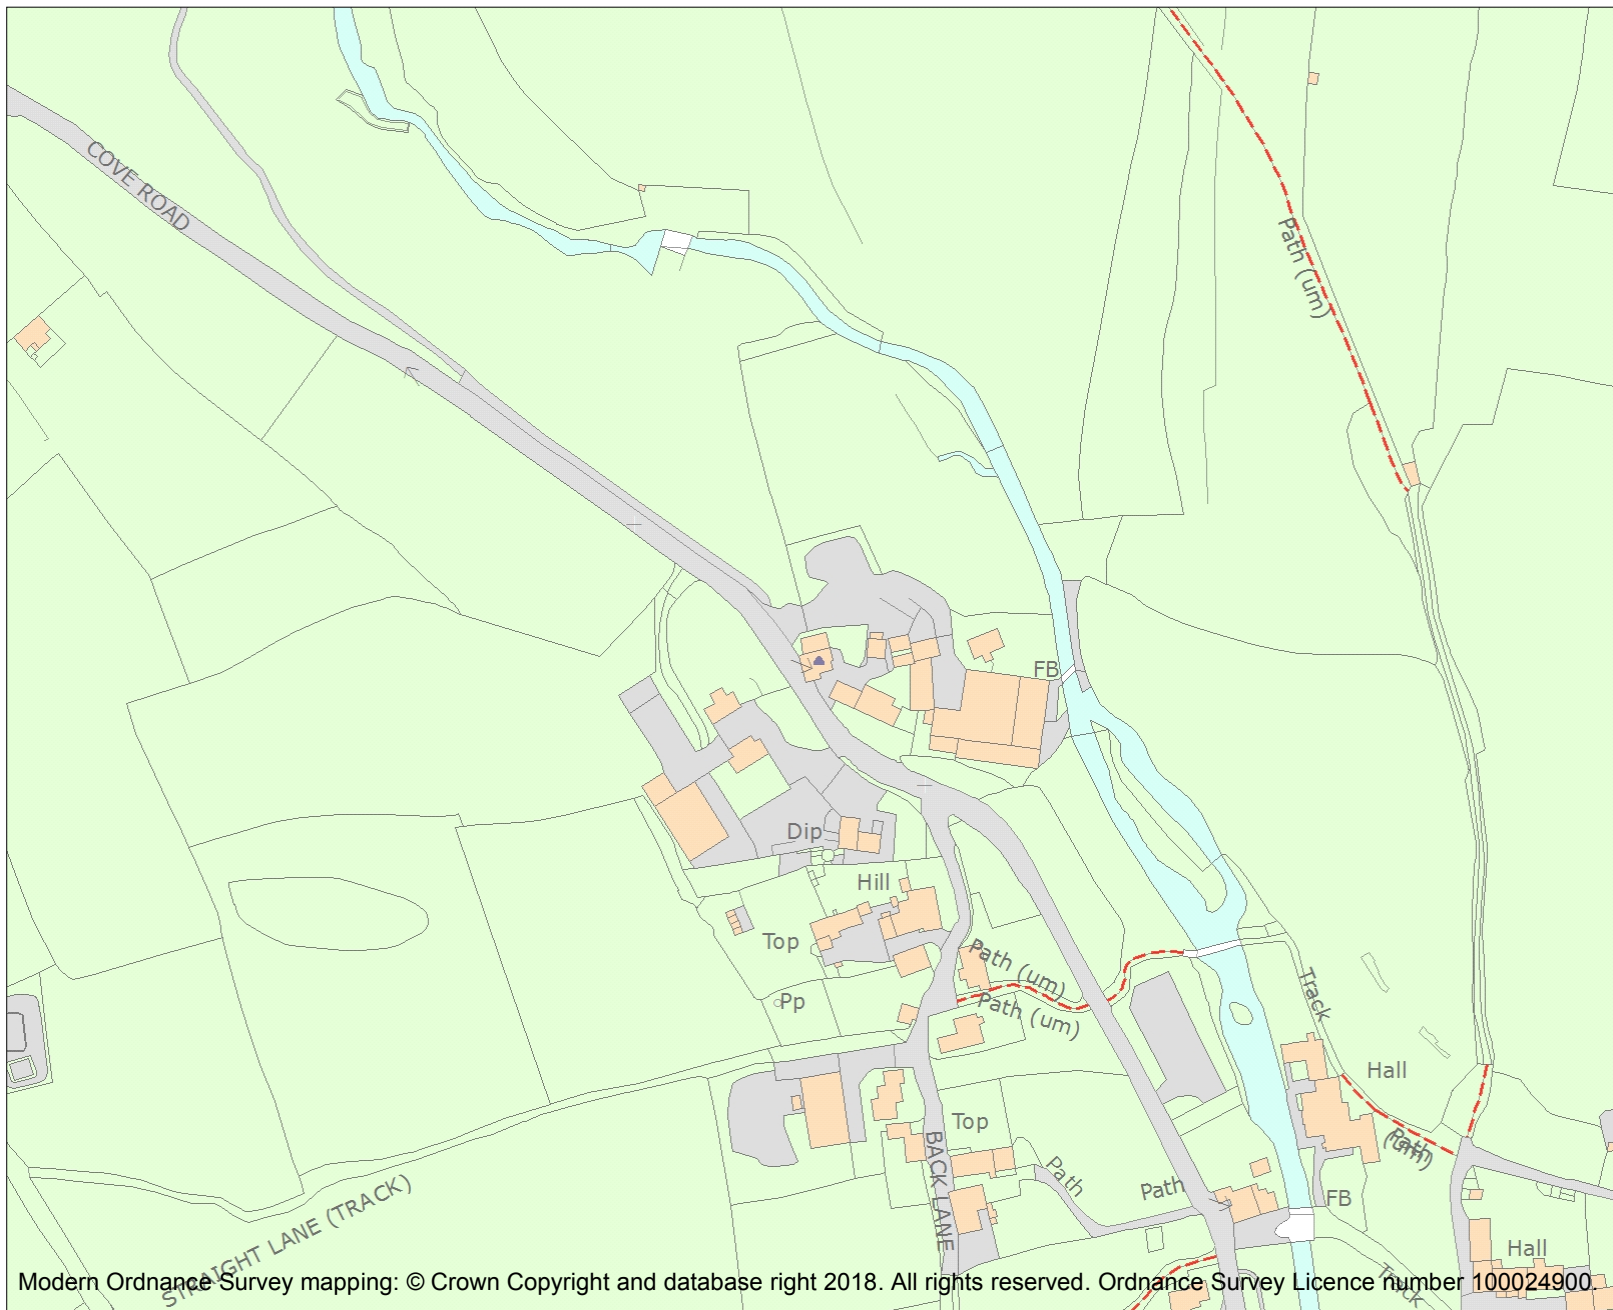 COVE ROAD
Path (um)
FB
Dip
Hill
Top
Path (um)
Pp
Path (um)
Track
Hall
Top
Path
(um)
BACK LANE
Path
Path
FB
STRAIGHT LANE (TRACK)
Hall
Track
Modern Ordnance Survey mapping: © Crown Copyright and database right 2018. All rights reserved. Ordnance Survey Licence number 100024900.